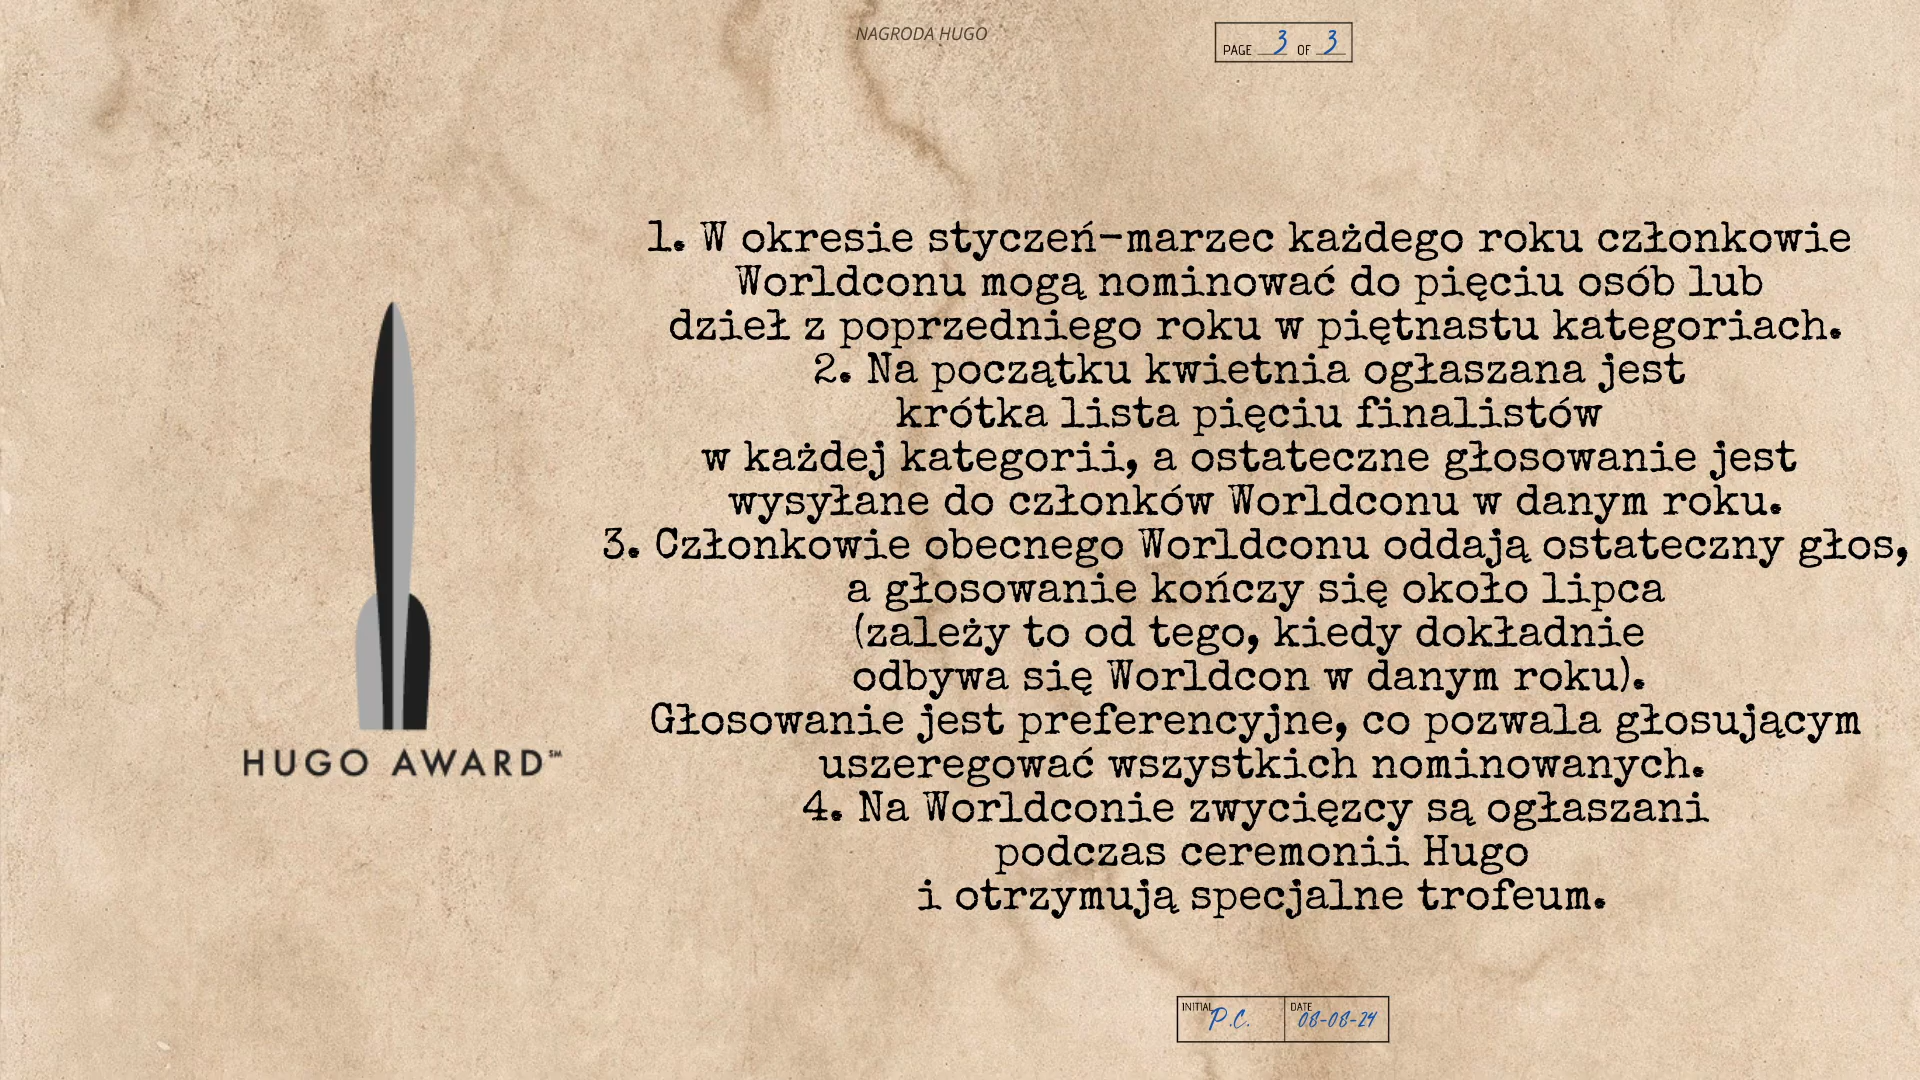 NAGRODA HUGO
PAGE 3 OF 3
1. W okresie styczeń-marzec każdego roku członkowie
Worldconu mogą nominować do pięciu osób lub
dzieł z poprzedniego roku w piętnastu kategoriach.
2. Na początku kwietnia ogłaszana jest
krótka lista pięciu finalistów
w każdej kategorii, a ostateczne głosowanie jest
wysyłane do członków Worldconu w danym roku.
3. Członkowie obecnego Worldconu oddają ostateczny głos,
a głosowanie kończy się około lipca
(zależy to od tego, kiedy dokładnie
odbywa się Worldcon w danym roku).
Głosowanie jest preferencyjne, co pozwala głosującym
uszeregować wszystkich nominowanych.
4. Na Worldconie zwycięzcy są ogłaszani
podczas ceremonii Hugo
i otrzymują specjalne trofeum.
HUGO AWARD℠
INITIAL P.C. DATE 08-08-24